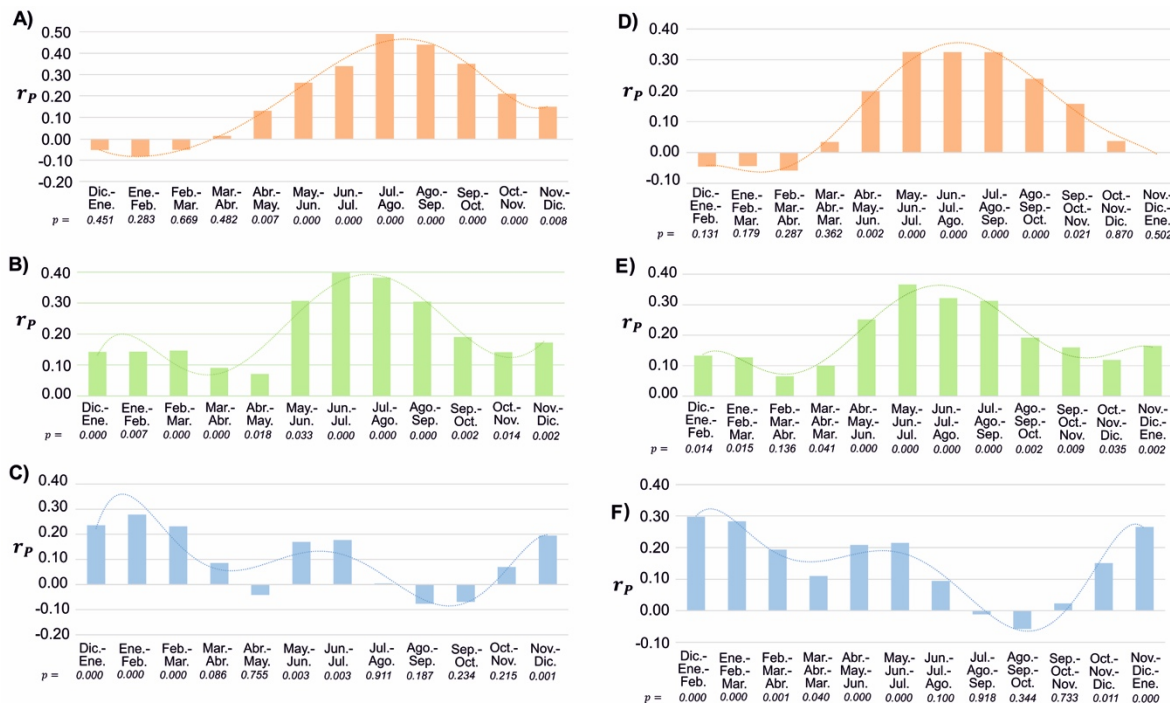 A)
0.50
0.40
0.30
0.20
0.10
0.00
-0.10
-0.20
r_P
Dic.- Ene.- Feb.- Mar.- Abr.- May.- Jun.- Jul.- Ago.- Sep.- Oct.- Nov.-
Ene. Feb. Mar. Abr. May. Jun. Jul. Ago. Sep. Oct. Nov. Dic.
p = 0.451 0.283 0.669 0.482 0.007 0.000 0.000 0.000 0.000 0.000 0.000 0.008
B)
0.40
0.30
0.20
0.10
0.00
r_P
Dic.- Ene.- Feb.- Mar.- Abr.- May.- Jun.- Jul.- Ago.- Sep.- Oct.- Nov.-
Ene. Feb. Mar. Abr. May. Jun. Jul. Ago. Sep. Oct. Nov. Dic.
p = 0.000 0.007 0.000 0.000 0.018 0.033 0.000 0.000 0.000 0.002 0.014 0.002
C)
0.40
0.30
0.20
0.10
0.00
-0.10
-0.20
r_P
Dic.- Ene.- Feb.- Mar.- Abr.- May.- Jun.- Jul.- Ago.- Sep.- Oct.- Nov.-
Ene. Feb. Mar. Abr. May. Jun. Jul. Ago. Sep. Oct. Nov. Dic.
p = 0.000 0.000 0.000 0.086 0.755 0.003 0.003 0.911 0.187 0.234 0.215 0.001
D)
0.40
0.30
0.20
0.10
0.00
-0.10
r_P
Dic.- Ene.- Feb.- Mar.- Abr.- May.- Jun.- Jul.- Ago.- Sep.- Oct.- Nov.-
Ene.- Feb.- Mar.- Abr.- May.- Jun.- Jul.- Ago.- Sep.- Oct.- Nov.- Dic.-
Feb. Mar. Abr. Mar. Jun. Jul. Ago. Sep. Oct. Nov. Dic. Ene.
p = 0.131 0.179 0.287 0.362 0.002 0.000 0.000 0.000 0.000 0.021 0.870 0.502
E)
0.40
0.30
0.20
0.10
0.00
r_P
Dic.- Ene.- Feb.- Mar.- Abr.- May.- Jun.- Jul.- Ago.- Sep.- Oct.- Nov.-
Ene.- Feb.- Mar.- Abr.- May.- Jun.- Jul.- Ago.- Sep.- Oct.- Nov.- Dic.-
Feb. Mar. Abr. Mar. Jun. Jul. Ago. Sep. Oct. Nov. Dic. Ene.
p = 0.014 0.015 0.136 0.041 0.000 0.000 0.000 0.000 0.002 0.009 0.035 0.002
F)
0.40
0.30
0.20
0.10
0.00
-0.10
r_P
Dic.- Ene.- Feb.- Mar.- Abr.- May.- Jun.- Jul.- Ago.- Sep.- Oct.- Nov.-
Ene.- Feb.- Mar.- Abr.- May.- Jun.- Jul.- Ago.- Sep.- Oct.- Nov.- Dic.-
Feb. Mar. Abr. Mar. Jun. Jul. Ago. Sep. Oct. Nov. Dic. Ene.
p = 0.000 0.000 0.001 0.040 0.000 0.000 0.100 0.918 0.344 0.733 0.011 0.000